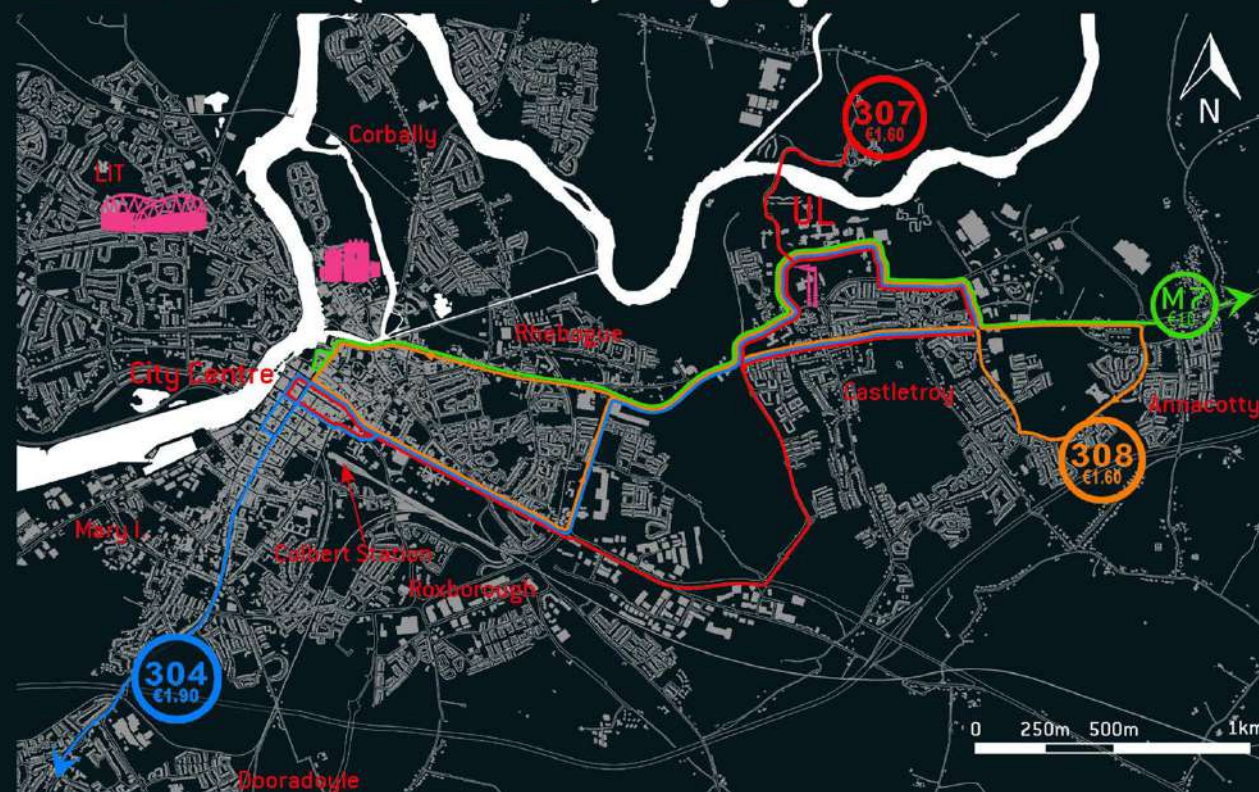 307
€1.60
N
Corbally
LIT
UL
M7
€10
Rhebogue
City Centre
Castletroy
Annacotty
308
€1.60
Mary I.
Colbert Station
Roxborough
304
€1.90
0 250m 500m 1km
Dooradoyle